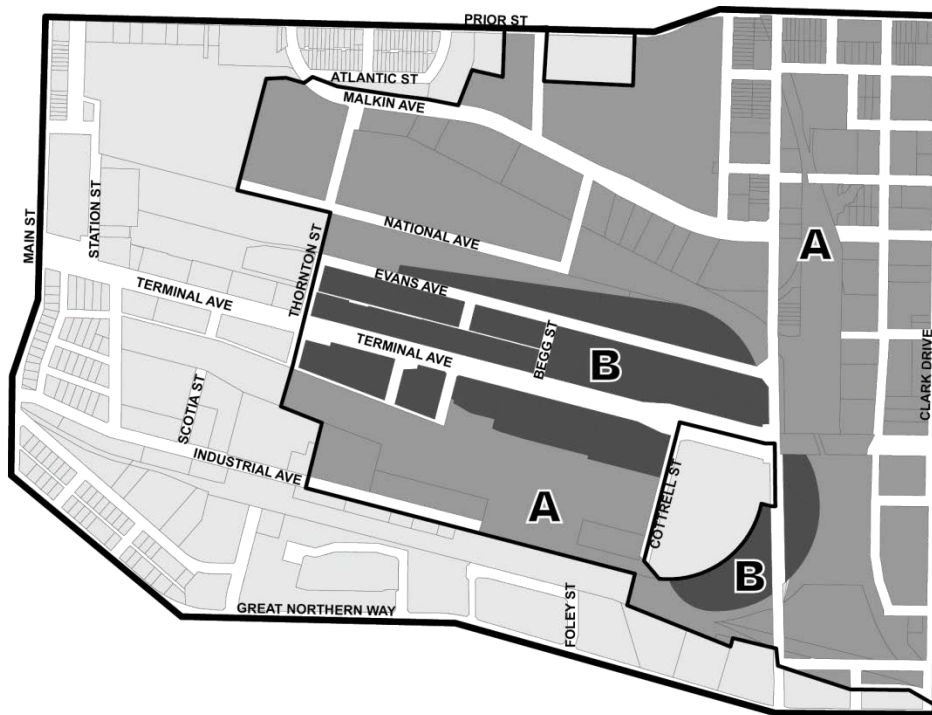 PRIOR ST
ATLANTIC ST
MALKIN AVE
A
MAIN ST
STATION ST
NATIONAL AVE
THORNTON ST
EVANS AVE
TERMINAL AVE
TERMINAL AVE
BEGG ST
B
CLARK DRIVE
SCOTIA ST
INDUSTRIAL AVE
A
COTTRELL ST
B
GREAT NORTHERN WAY
FOLEY ST